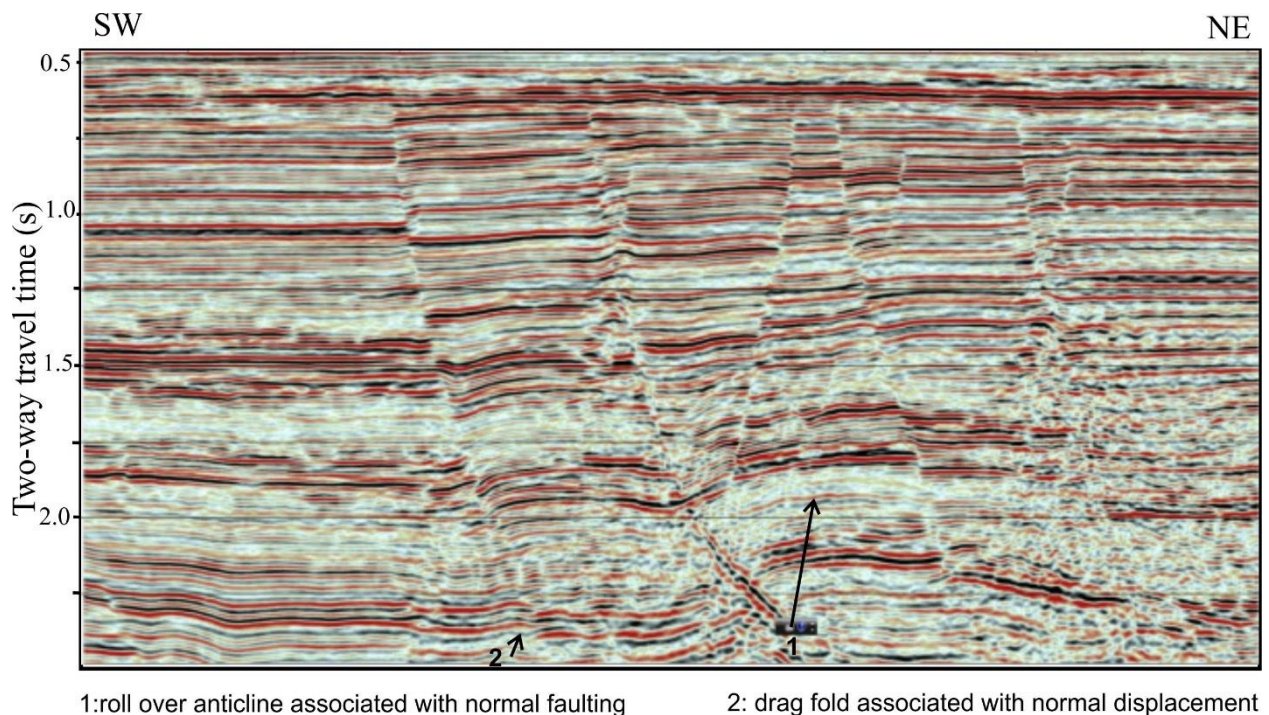 SW NE
0.5
1.0
Two-way travel time (s)
1.5
2.0
2
1
1:roll over anticline associated with normal faulting 2: drag fold associated with normal displacement